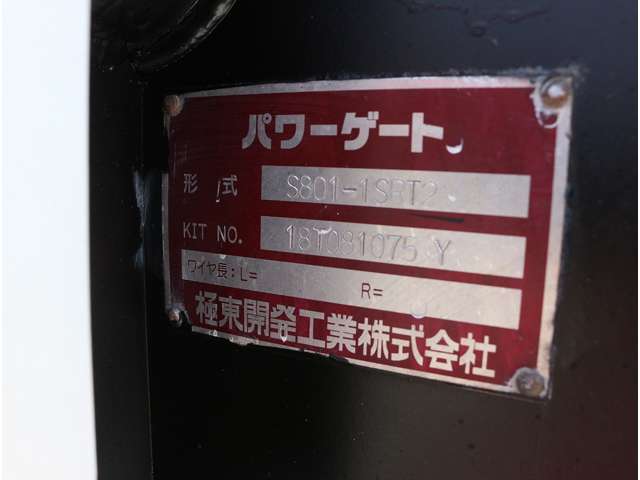 パワーゲート
形式 S801-1SRT2
KIT NO. 18T081075 Y
ワイヤ長:L= R=
極東開発工業株式会社